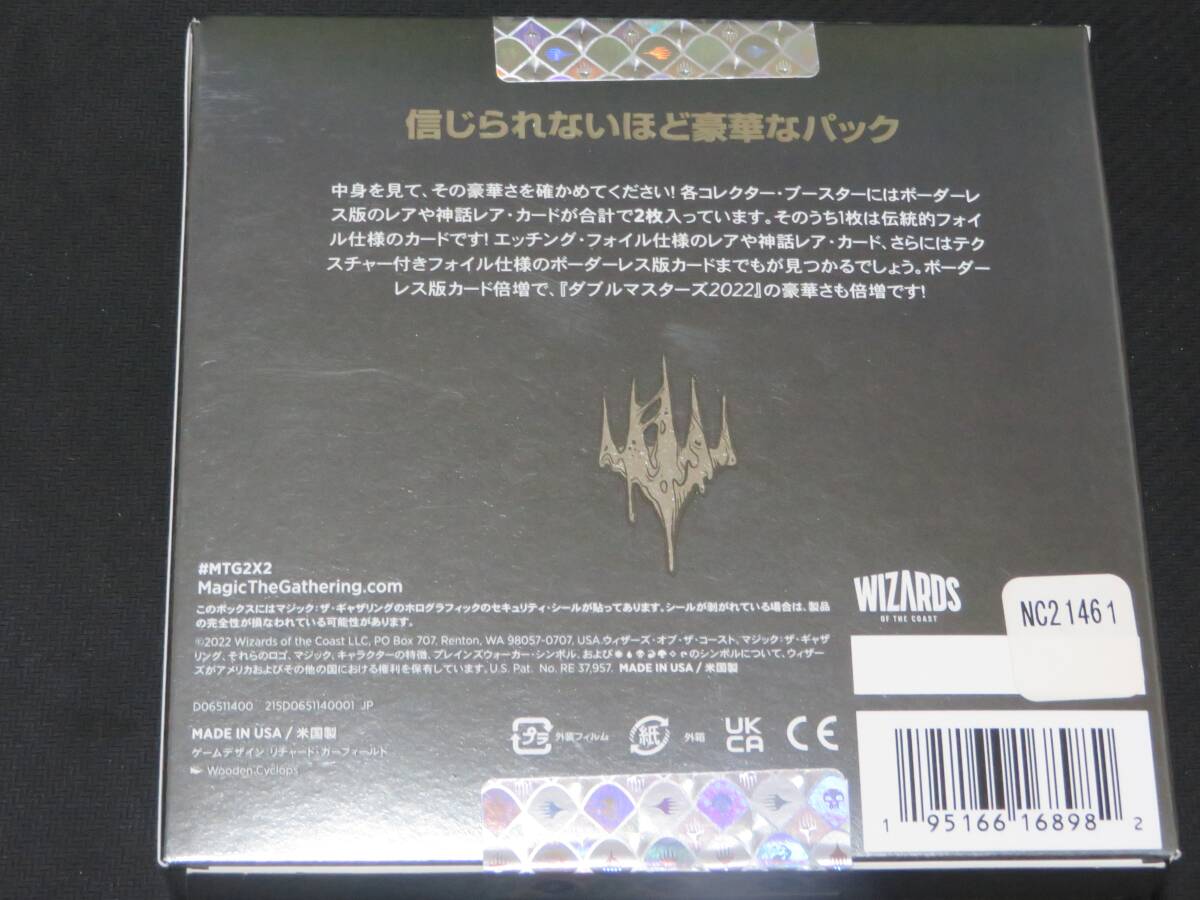 信じられないほど豪華なパック
中身を見て、その豪華さを確かめてください! 各コレクター・ブースターにはボーダーレ
ス版のレアや神話レア・カードが合計で2枚入っています。そのうち1枚は伝統的フォイ
ル仕様のカードです! エッチング・フォイル仕様のレアや神話レア・カード、さらにはテク
スチャー付きフォイル仕様のボーダーレス版カードまでもが見つかるでしょう。ボーダー
レス版カード倍増で、『ダブルマスターズ2022』の豪華さも倍増です!
#MTG2X2
MagicTheGathering.com
このボックスにはマジック:ザ・ギャザリングのホログラフィックのセキュリティ・シールが貼ってあります。シールが剥がれている場合は、製品
の完全性が損なわれている可能性があります。
©2022 Wizards of the Coast LLC, PO Box 707, Renton, WA 98057-0707, USA. ウィザーズ・オブ・ザ・コースト、マジック:ザ・ギャザ
リング、それらのロゴ、マジック、キャラクターの特徴、プレインズウォーカー・シンボル、および のシンボルについて、ウィザー
ズがアメリカおよびその他の国における権利を保有しています。U.S. Pat. No. RE 37,957. MADE IN USA / 米国製
D06511400 215D0651140001 JP
MADE IN USA / 米国製
ゲームデザイン リチャード・ガーフィールド
Wooden Cyclops
プラ 外装フィルム 紙 外箱 UK CA CE
WIZARDS
OF THE COAST
NC21461
1 95166 16898 2